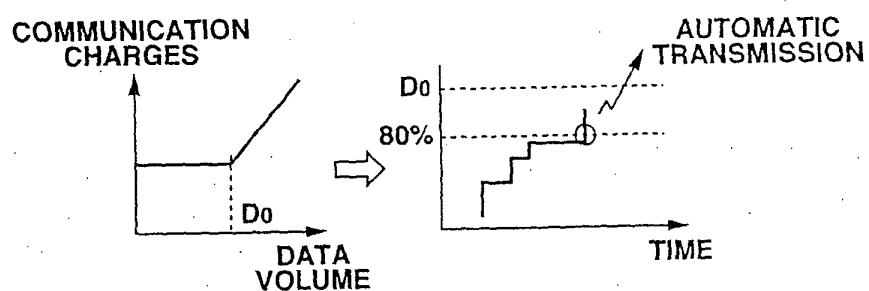 COMMUNICATION
CHARGES
D0
DATA
VOLUME
AUTOMATIC
TRANSMISSION
D0
80%
TIME